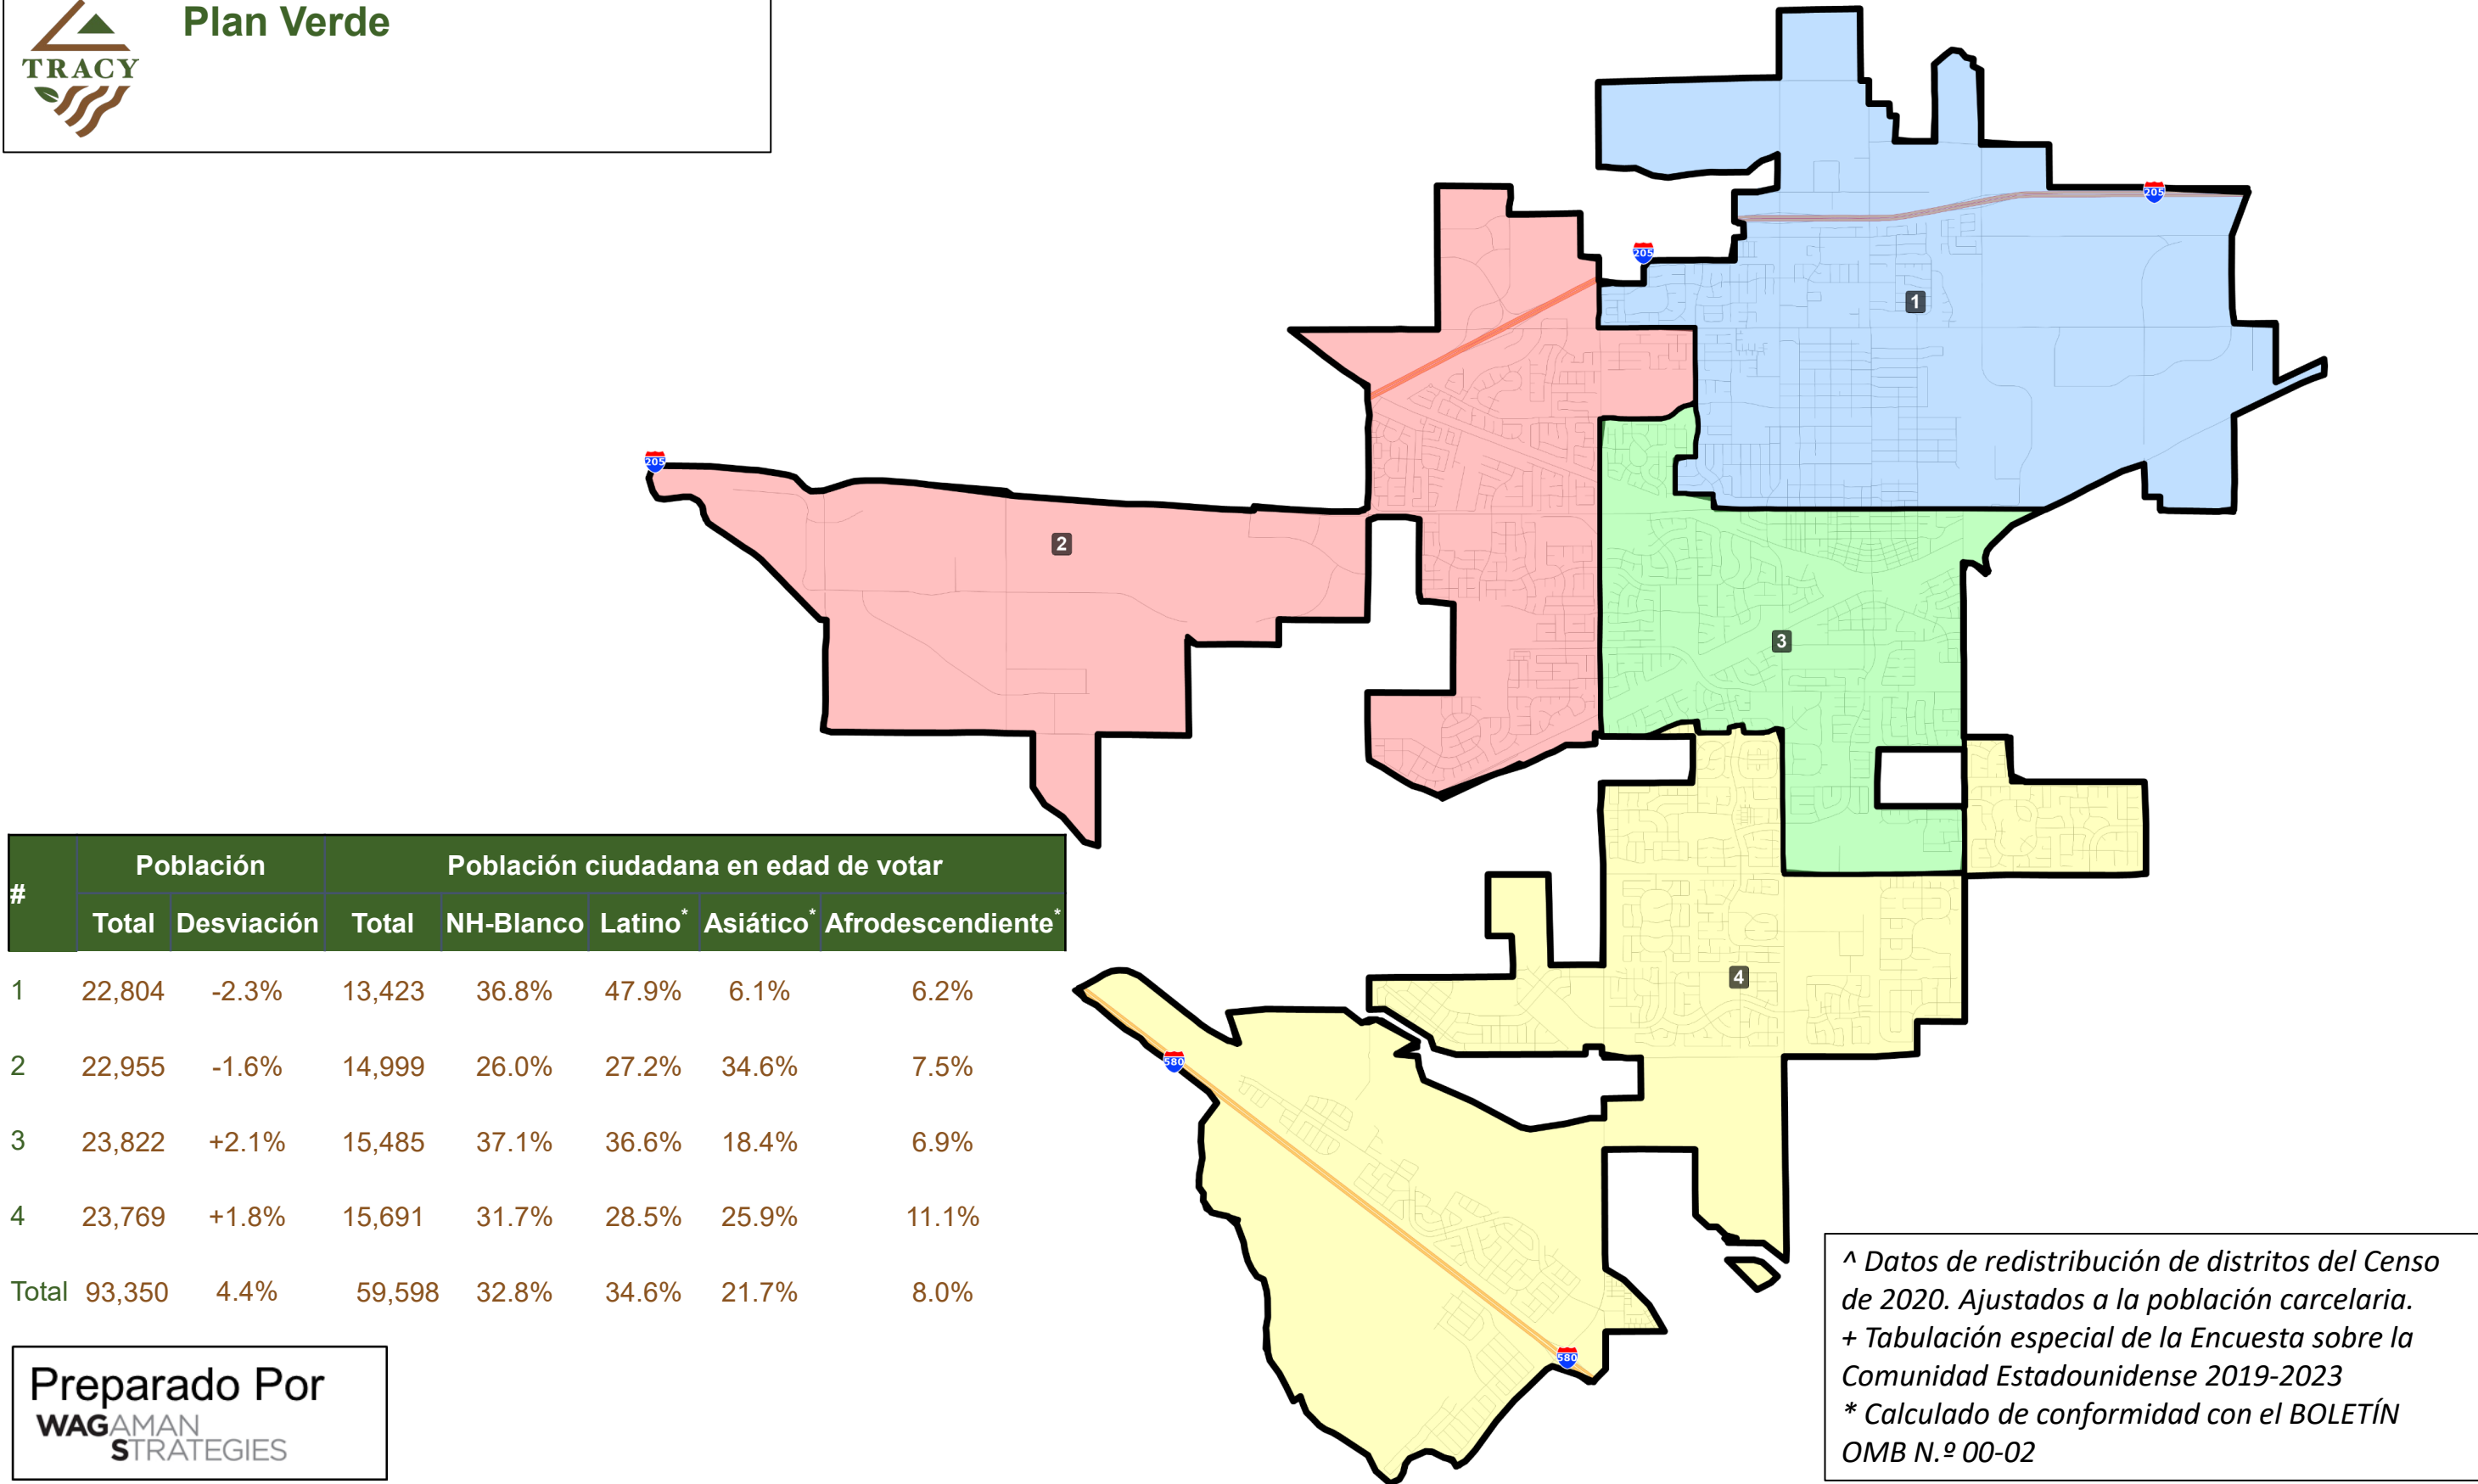 TRACY
Plan Verde
205
205
1
205
2
3
# Población Población ciudadana en edad de votar
Total Desviación Total NH-Blanco Latino* Asiático* Afrodescendiente*
1 22,804 -2.3% 13,423 36.8% 47.9% 6.1% 6.2%
2 22,955 -1.6% 14,999 26.0% 27.2% 34.6% 7.5%
3 23,822 +2.1% 15,485 37.1% 36.6% 18.4% 6.9%
4 23,769 +1.8% 15,691 31.7% 28.5% 25.9% 11.1%
Total 93,350 4.4% 59,598 32.8% 34.6% 21.7% 8.0%
4
580
580
Preparado Por
WAGAMAN
STRATEGIES
^ Datos de redistribución de distritos del Censo
de 2020. Ajustados a la población carcelaria.
+ Tabulación especial de la Encuesta sobre la
Comunidad Estadounidense 2019-2023
* Calculado de conformidad con el BOLETÍN
OMB N.º 00-02